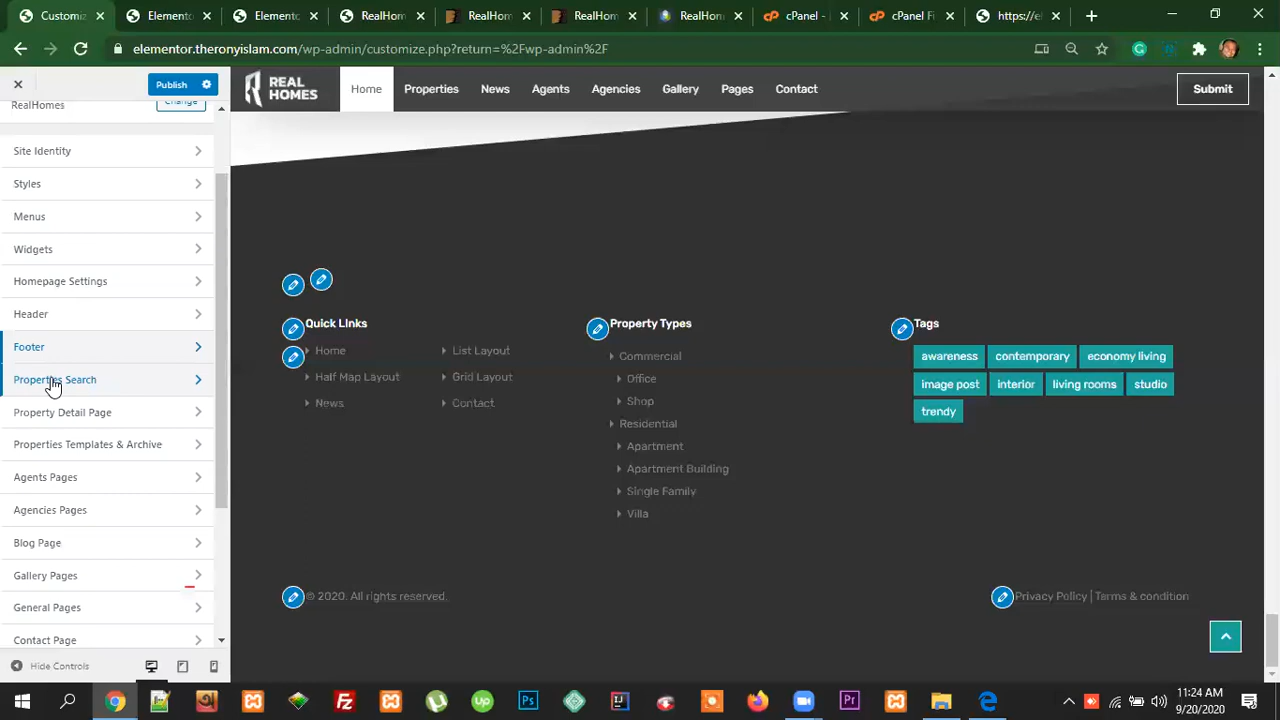 Customiz
Elemento
Elemento
RealHom
RealHom
RealHom
RealHom
cPanel -
cPanel F
https://el
elementor.theronyislam.com/wp-admin/customize.php?return=%2Fwp-admin%2F
Publish
RealHomes
Change
Site Identity
Styles
Menus
Widgets
Homepage Settings
Header
Footer
Properties Search
Property Detail Page
Properties Templates & Archive
Agents Pages
Agencies Pages
Blog Page
Gallery Pages
General Pages
Contact Page
Hide Controls
REAL
HOMES
Home Properties News Agents Agencies Gallery Pages Contact
Submit
Quick LInks
Home
List Layout
Half Map Layout
Grid Layout
News
Contact
Property Types
Commercial
Office
Shop
Residential
Apartment
Apartment Building
Single Family
Villa
Tags
awareness contemporary economy living
image post interior living rooms studio
trendy
© 2020. All rights reserved.
Privacy Policy | Terms & condition
11:24 AM
9/20/2020